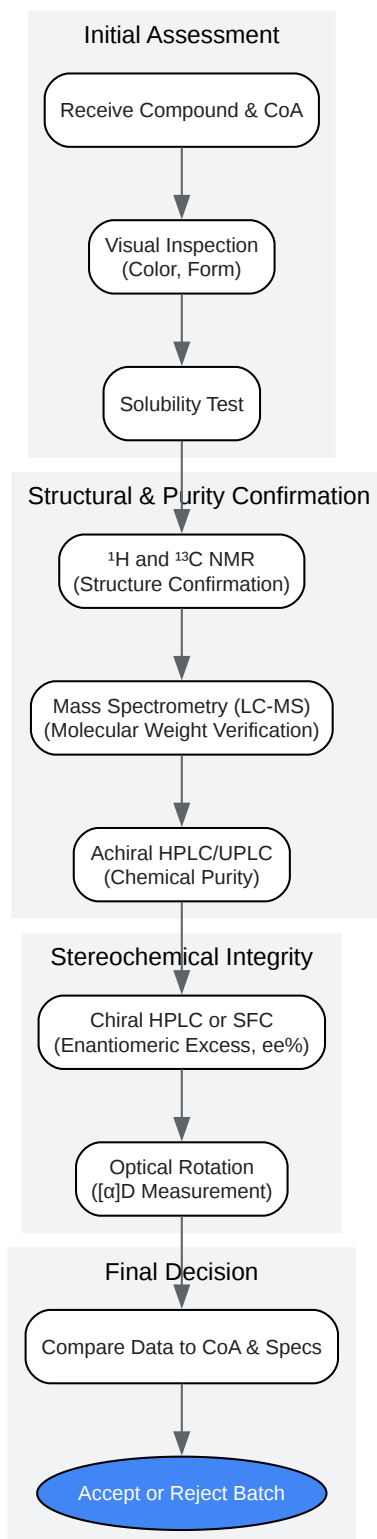 Initial Assessment
Receive Compound & CoA
Visual Inspection
(Color, Form)
Solubility Test
Structural & Purity Confirmation
¹H and ¹³C NMR
(Structure Confirmation)
Mass Spectrometry (LC-MS)
(Molecular Weight Verification)
Achiral HPLC/UPLC
(Chemical Purity)
Stereochemical Integrity
Chiral HPLC or SFC
(Enantiomeric Excess, ee%)
Optical Rotation
([α]D Measurement)
Final Decision
Compare Data to CoA & Specs
Accept or Reject Batch